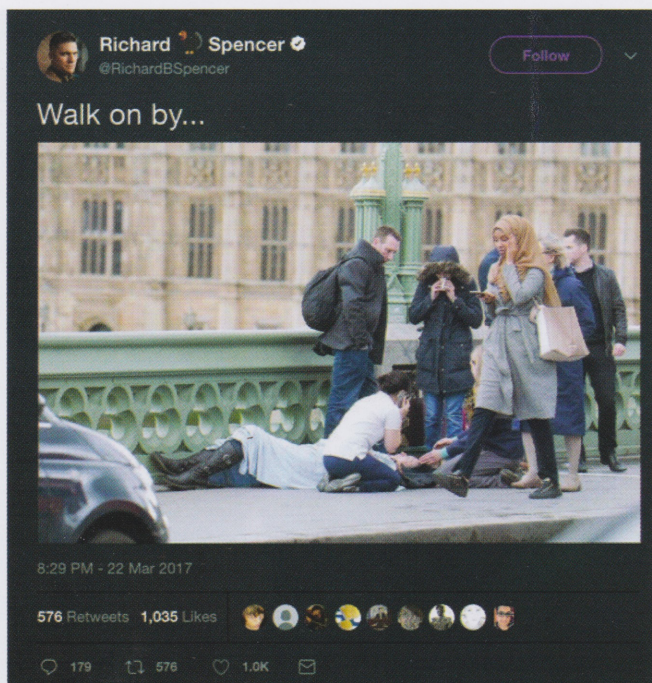 Richard Spencer
@RichardBSpencer
Follow
Walk on by...
8:29 PM - 22 Mar 2017
576 Retweets 1,035 Likes
179 576 1.0K